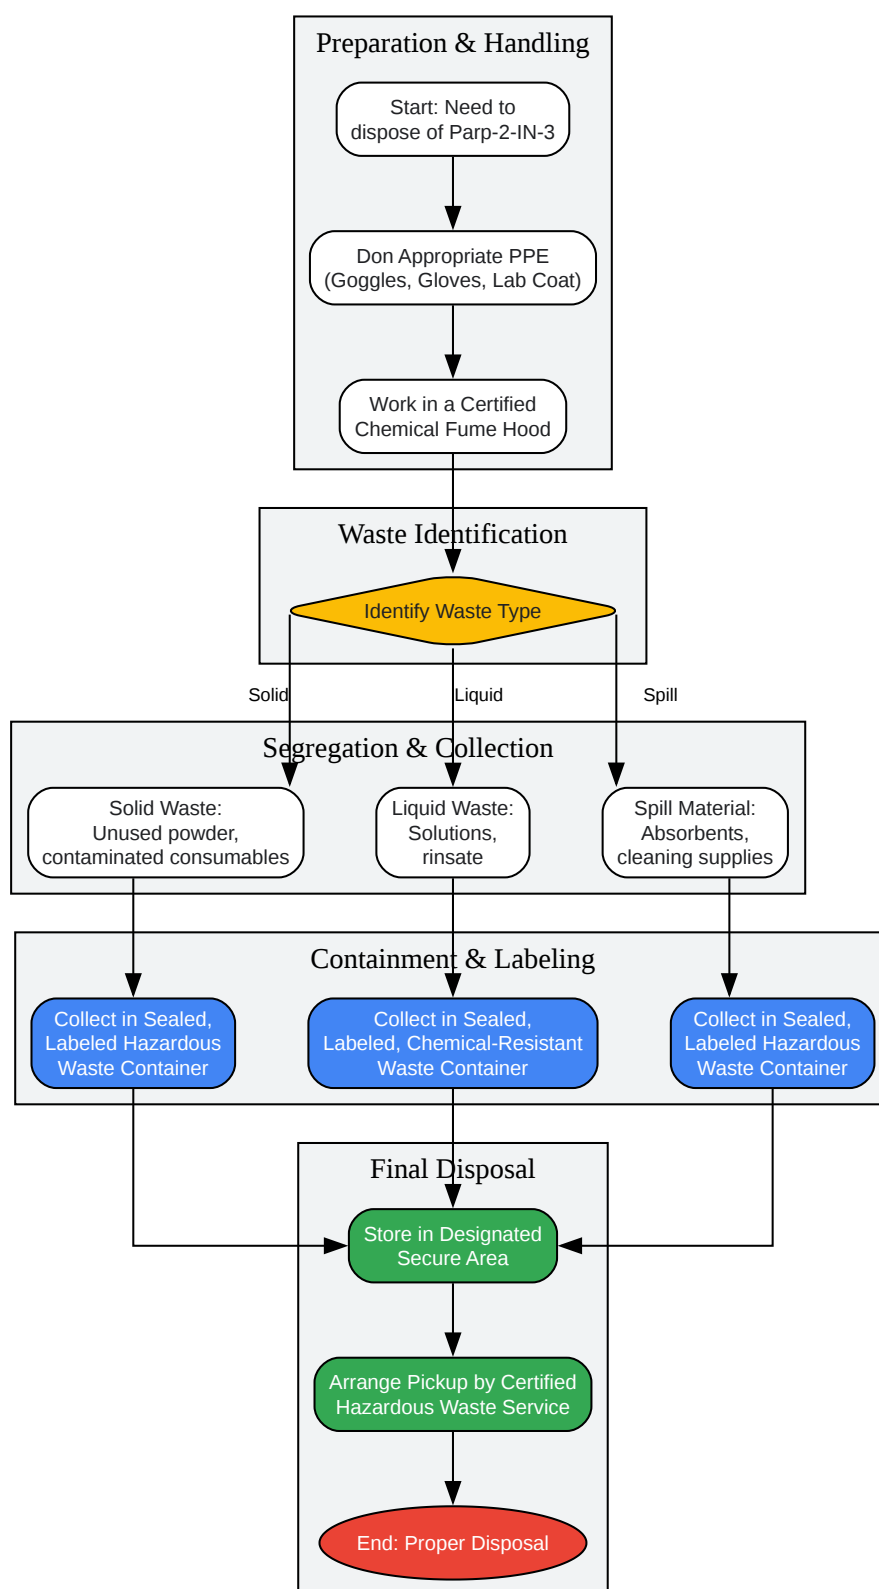 Preparation & Handling
Start: Need to
dispose of Parp-2-IN-3
Don Appropriate PPE
(Goggles, Gloves, Lab Coat)
Work in a Certified
Chemical Fume Hood
Waste Identification
Identify Waste Type
Solid
Liquid
Spill
Segregation & Collection
Solid Waste:
Unused powder,
contaminated consumables
Liquid Waste:
Solutions,
rinsate
Spill Material:
Absorbents,
cleaning supplies
Containment & Labeling
Collect in Sealed,
Labeled Hazardous
Waste Container
Collect in Sealed,
Labeled, Chemical-Resistant
Waste Container
Collect in Sealed,
Labeled Hazardous
Waste Container
Final Disposal
Store in Designated
Secure Area
Arrange Pickup by Certified
Hazardous Waste Service
End: Proper Disposal